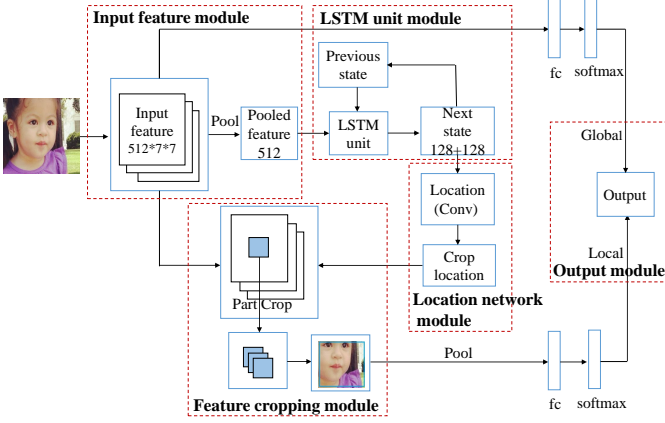 Input feature module
LSTM unit module
fc
softmax
Previous
state
Input
feature
512*7*7
Pool
Pooled
feature
512
LSTM
unit
Next
state
128+128
Global
Output
Local
Output module
Location
(Conv)
Crop
location
Location network
module
Part Crop
Feature cropping module
Pool
fc
softmax